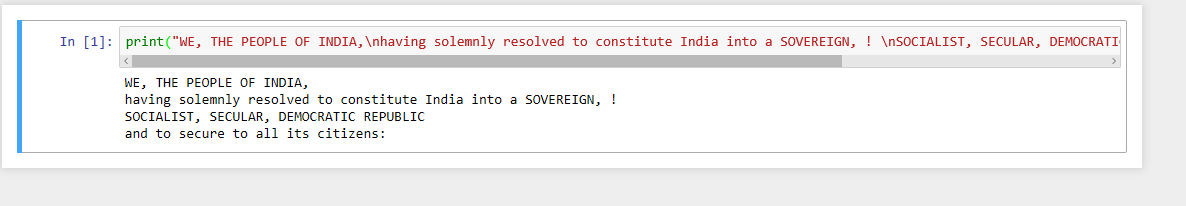 In [1]: print("WE, THE PEOPLE OF INDIA,\nhaving solemnly resolved to constitute India into a SOVEREIGN, ! \nSOCIALIST, SECULAR, DEMOCRATI
WE, THE PEOPLE OF INDIA,
having solemnly resolved to constitute India into a SOVEREIGN, !
SOCIALIST, SECULAR, DEMOCRATIC REPUBLIC
and to secure to all its citizens: